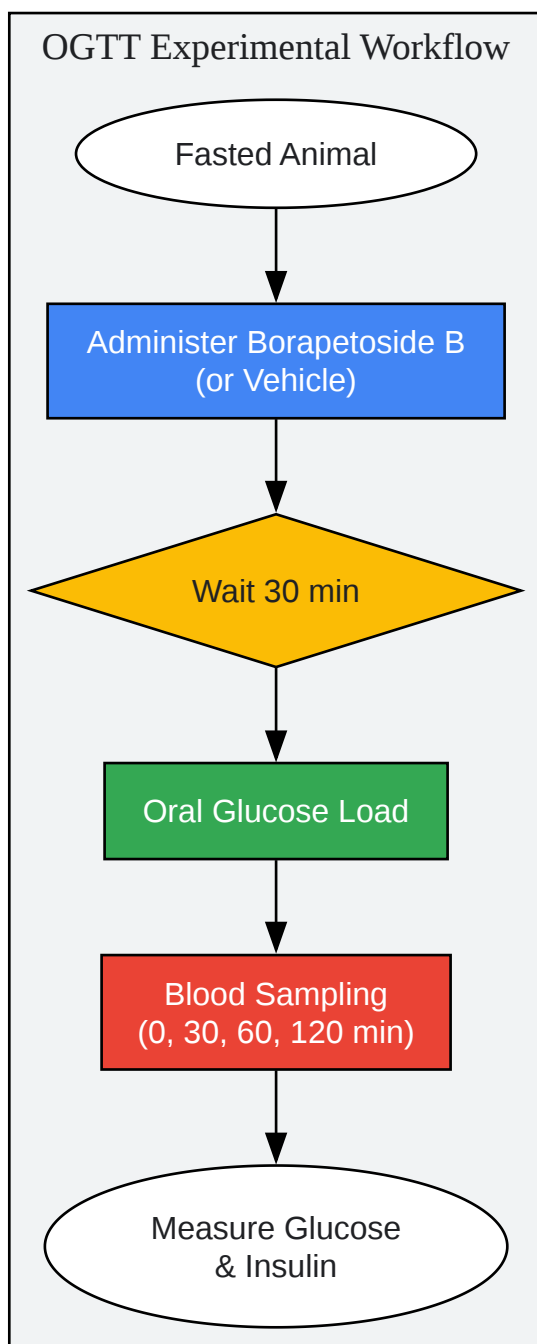 OGTT Experimental Workflow
Fasted Animal
Administer Borapetoside B
(or Vehicle)
Wait 30 min
Oral Glucose Load
Blood Sampling
(0, 30, 60, 120 min)
Measure Glucose
& Insulin